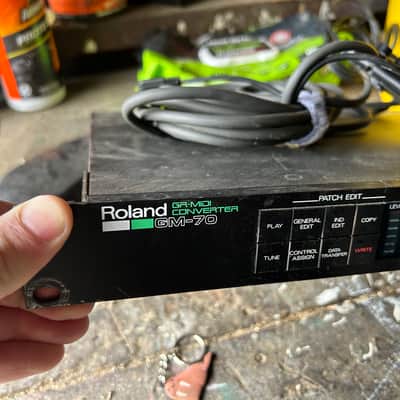 PATCH EDIT
Roland GR-MIDI
CONVERTER
GM-70
PLAY GENERAL EDIT IND EDIT COPY
TUNE CONTROL ASSIGN DATA TRANSFER WRITE